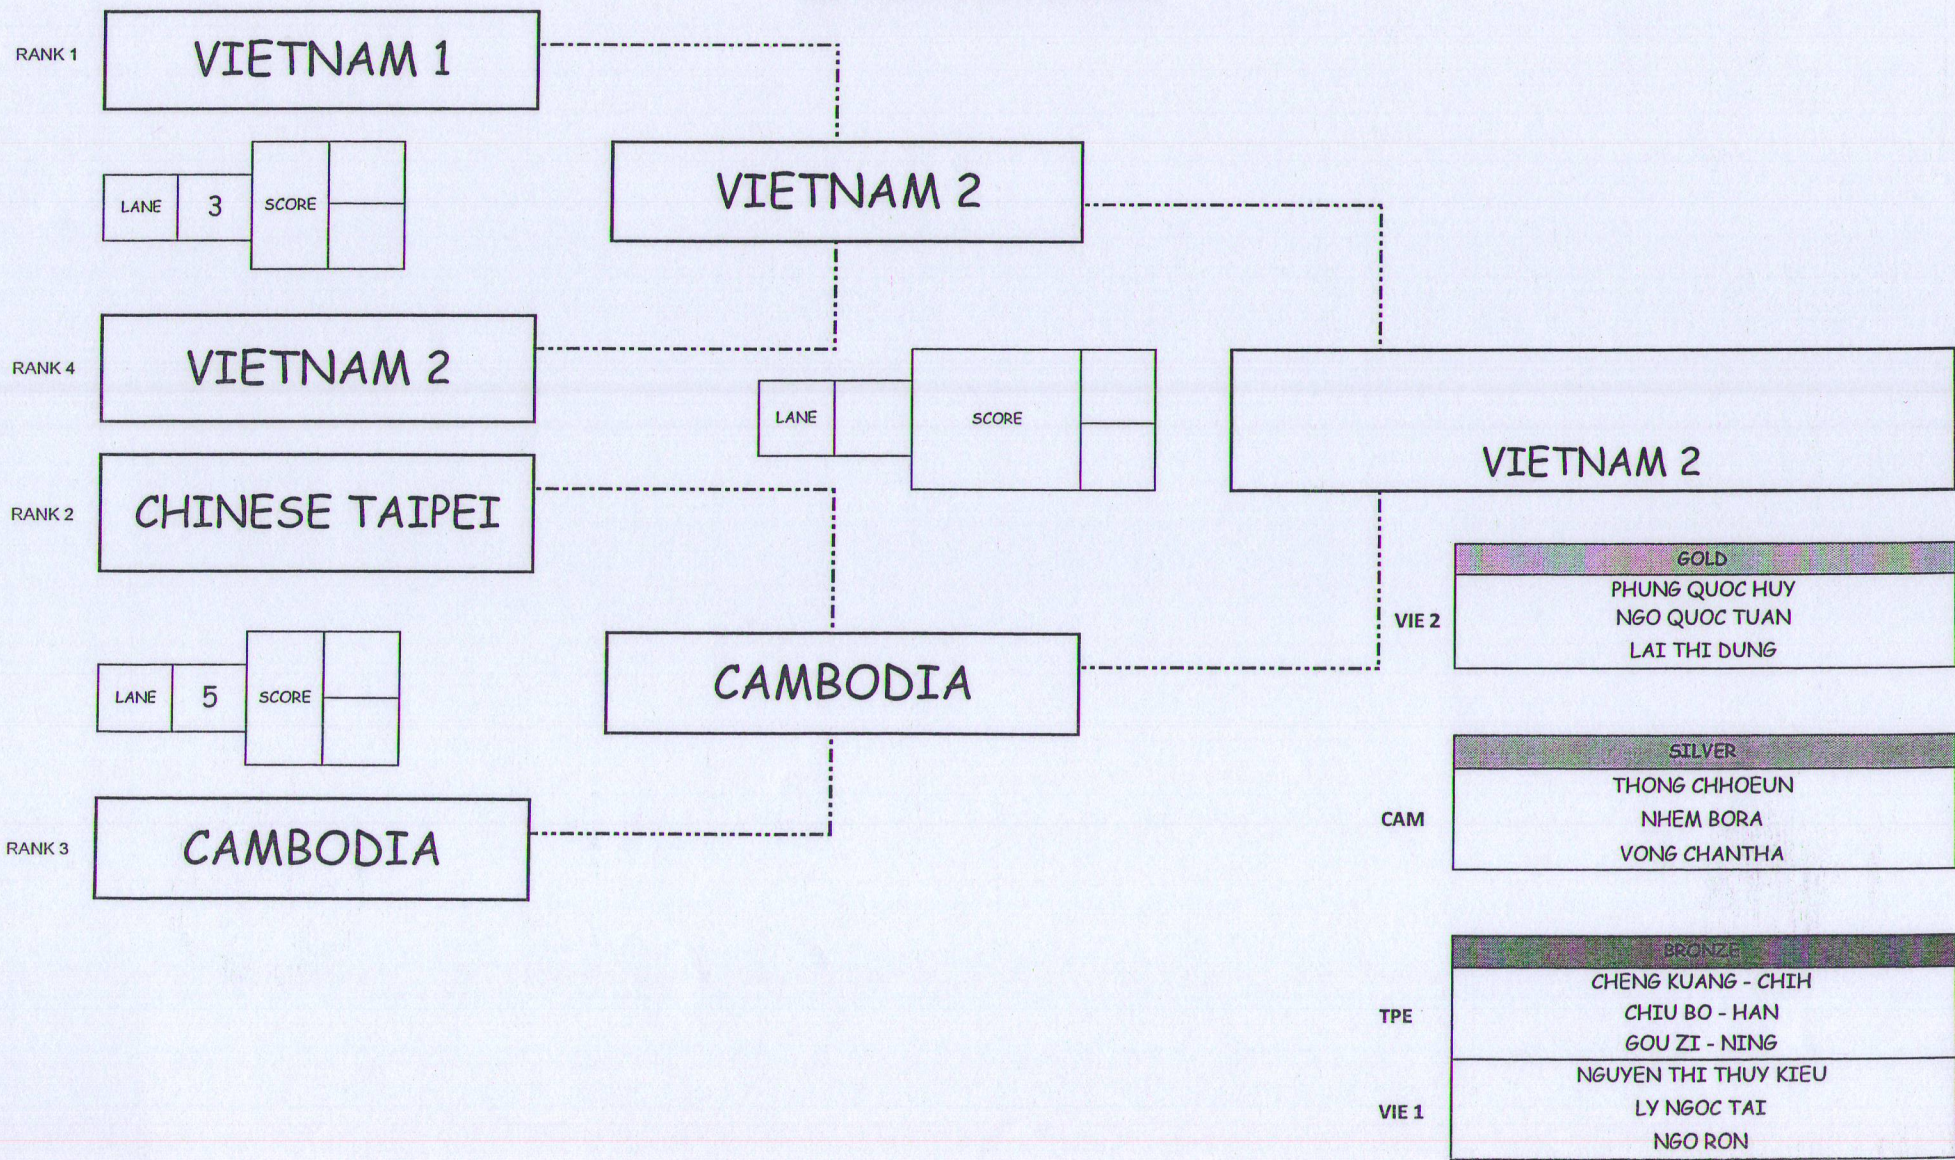 RANK 1
VIETNAM 1
LANE 3 SCORE
VIETNAM 2
RANK 4
VIETNAM 2
LANE SCORE
VIETNAM 2
RANK 2
CHINESE TAIPEI
LANE 5 SCORE
CAMBODIA
RANK 3
CAMBODIA
GOLD
VIE 2
PHUNG QUOC HUY
NGO QUOC TUAN
LAI THI DUNG
SILVER
CAM
THONG CHHOEUN
NHEM BORA
VONG CHANTHA
BRONZE
TPE
CHENG KUANG - CHIH
CHIU BO - HAN
GOU ZI - NING
VIE 1
NGUYEN THI THUY KIEU
LY NGOC TAI
NGO RON